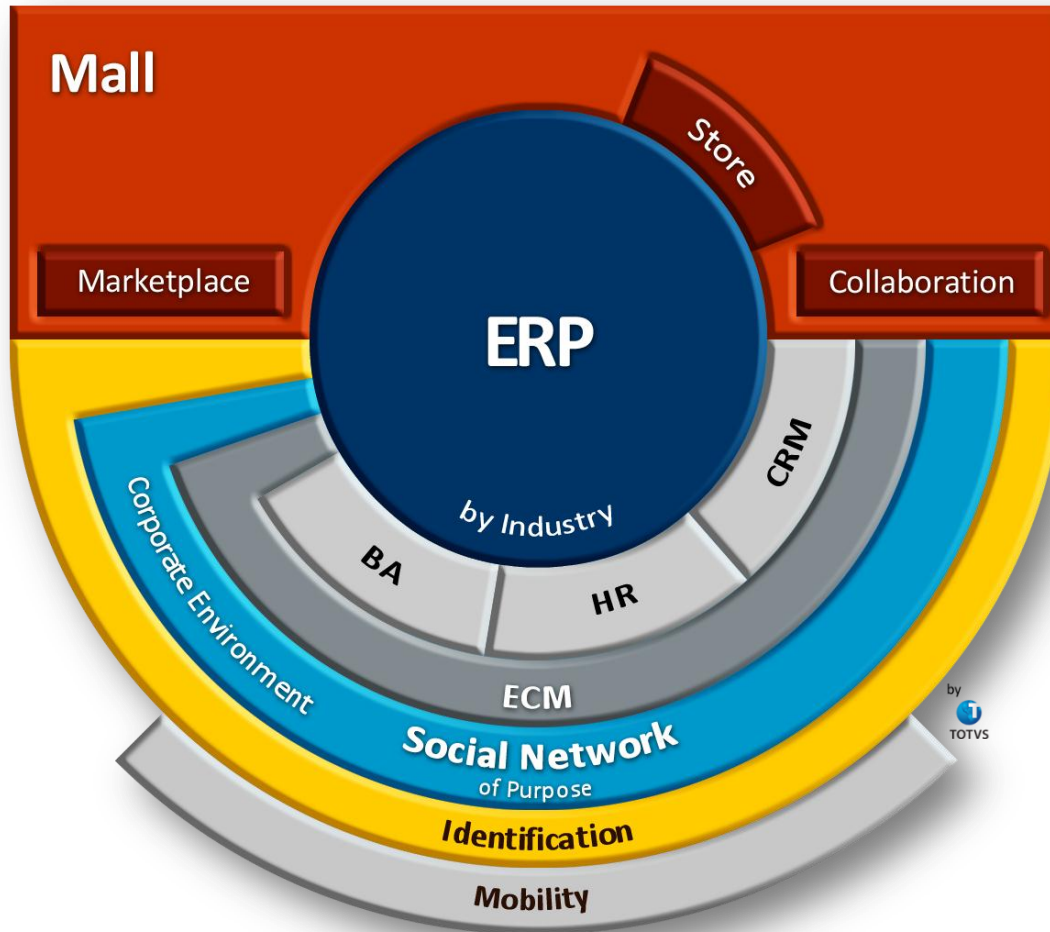 Mall
Store
Marketplace
Collaboration
ERP
by Industry
CRM
BA
HR
ECM
Corporate Environment
Social Network
of Purpose
Identification
Mobility
by
TOTVS